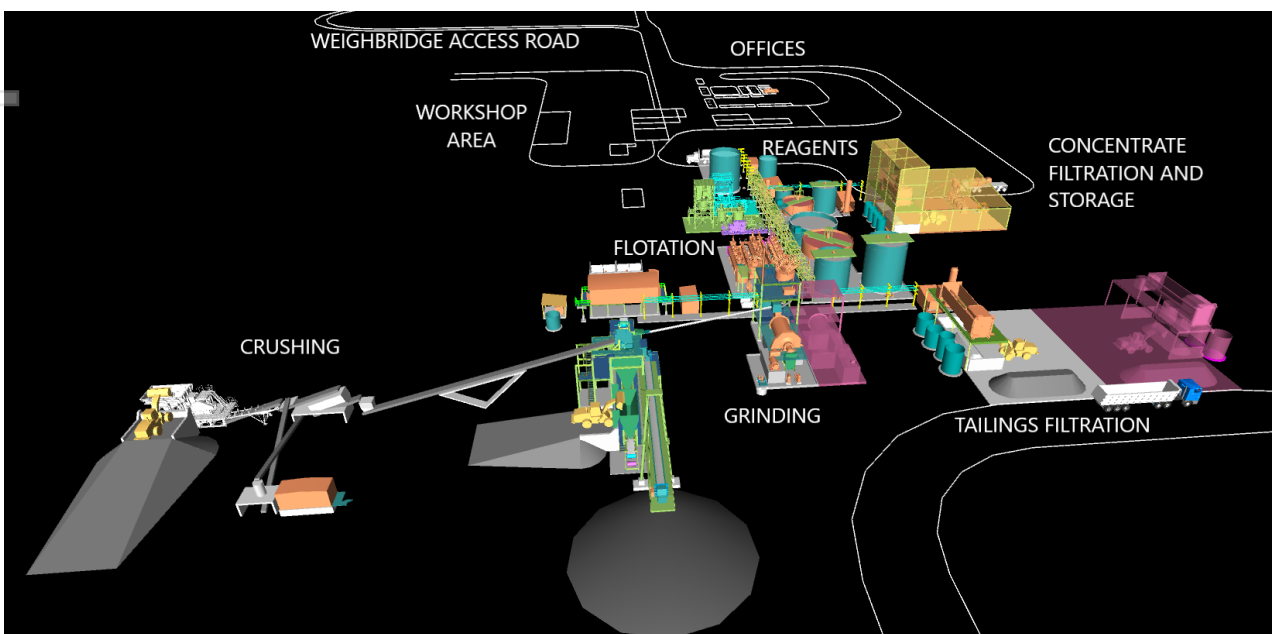 WEIGHBRIDGE ACCESS ROAD
OFFICES
WORKSHOP
AREA
REAGENTS
CONCENTRATE
FILTRATION AND
STORAGE
FLOTATION
CRUSHING
GRINDING
TAILINGS FILTRATION